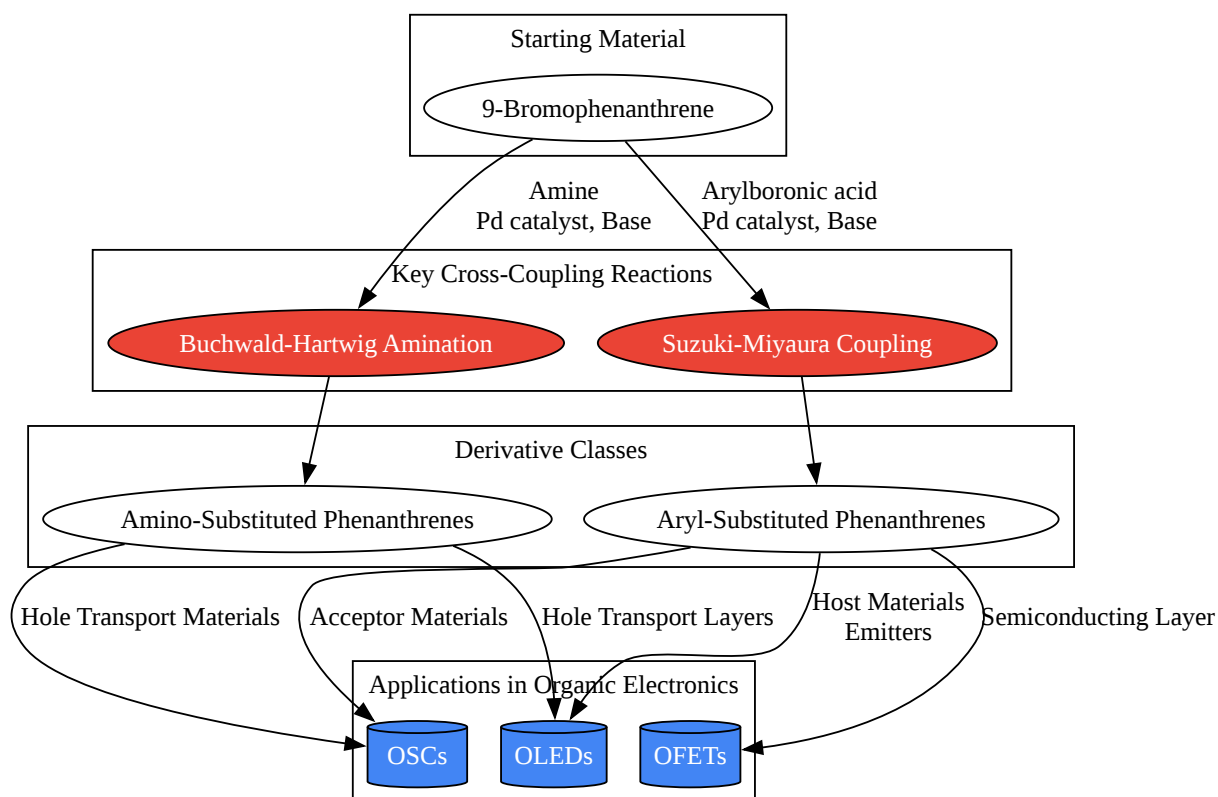 Starting Material
9-Bromophenanthrene
Amine
Pd catalyst, Base
Arylboronic acid
Pd catalyst, Base
Key Cross-Coupling Reactions
Buchwald-Hartwig Amination
Suzuki-Miyaura Coupling
Derivative Classes
Amino-Substituted Phenanthrenes
Aryl-Substituted Phenanthrenes
Hole Transport Materials
Acceptor Materials
Hole Transport Layers
Host Materials
Emitters
Semiconducting Layer
Applications in Organic Electronics
OSCs
OLEDs
OFETs